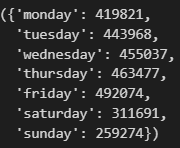 ({'monday': 419821,
'tuesday': 443968,
'wednesday': 455037,
'thursday': 463477,
'friday': 492074,
'saturday': 311691,
'sunday': 259274})